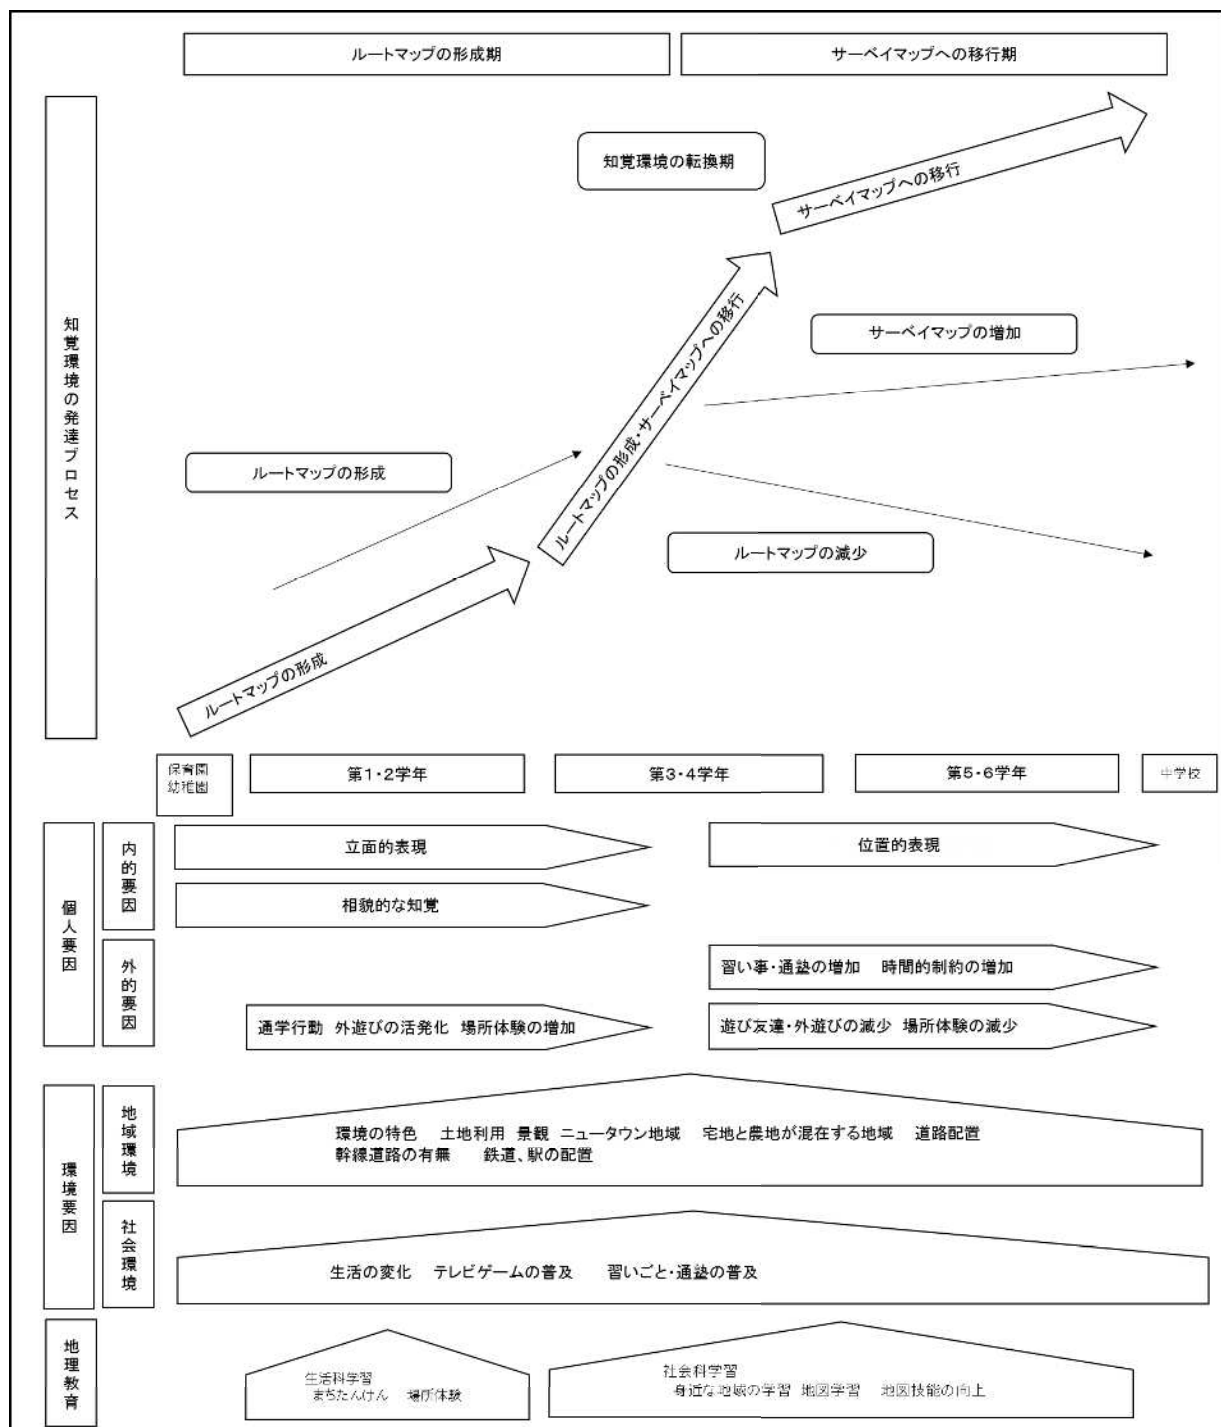 ルートマップの形成期
サーベイマップへの移行期
知覚環境の発達プロセス
知覚環境の転換期
サーベイマップへの移行
ルートマップの形成・サーベイマップへの移行
サーベイマップの増加
ルートマップの形成
ルートマップの減少
ルートマップの形成
保育園
幼稚園
第1・2学年
第3・4学年
第5・6学年
中学校
個人要因
内的要因
立面的表現
位置的表現
相貌的な知覚
外的要因
習い事・通塾の増加 時間的制約の増加
通学行動 外遊びの活発化 場所体験の増加
遊び友達・外遊びの減少 場所体験の減少
環境要因
地域環境
環境の特色 土地利用 景観 ニュータウン地域 宅地と農地が混在する地域 道路配置
幹線道路の有無 鉄道、駅の配置
社会環境
生活の変化 テレビゲームの普及 習いごと・通塾の普及
地理教育
生活科学習
まちたんけん 場所体験
社会科学習
身近な地域の学習 地図学習 地図技能の向上